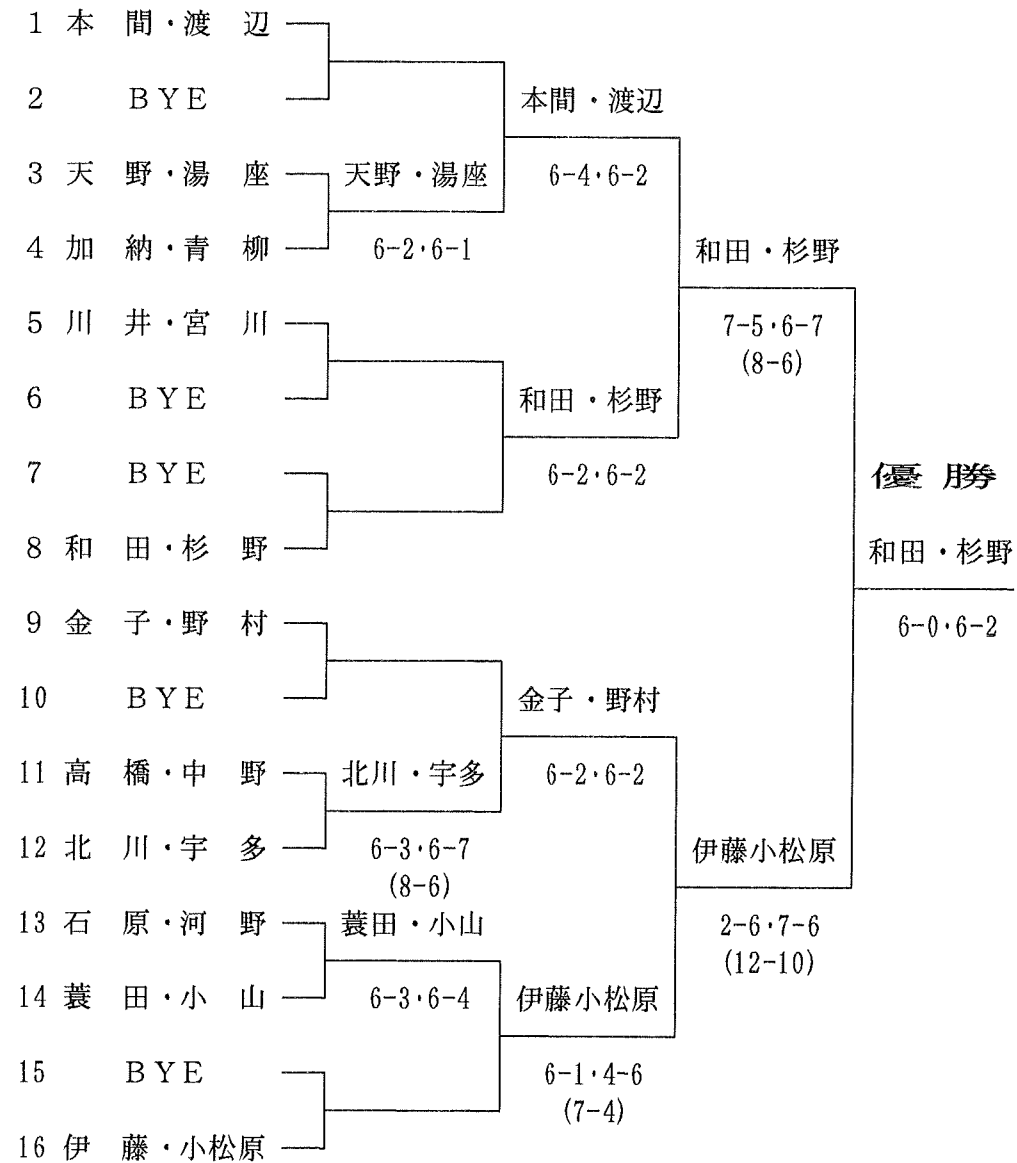 1 本 間・渡 辺
2 BYE
本間・渡辺
3 天 野・湯 座
天野・湯座
6-4・6-2
4 加 納・青 柳
6-2・6-1
和田・杉野
5 川 井・宮 川
7-5・6-7
(8-6)
6 BYE
和田・杉野
7 BYE
6-2・6-2
優勝
8 和 田・杉 野
和田・杉野
9 金 子・野 村
6-0・6-2
10 BYE
金子・野村
11 高 橋・中 野
北川・宇多
6-2・6-2
12 北 川・宇 多
6-3・6-7
(8-6)
伊藤小松原
13 石 原・河 野
蓑田・小山
2-6・7-6
(12-10)
14 蓑 田・小 山
6-3・6-4
伊藤小松原
15 BYE
6-1・4-6
(7-4)
16 伊 藤・小松原